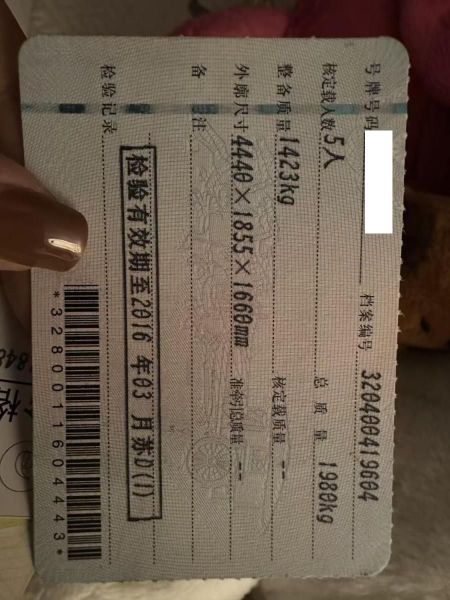 号牌号码 档案编号 320400419604
核定载人数 5人 总质量 1980kg
整备质量 1423kg 核定载质量 --
外廓尺寸 4440×1855×1660mm 准牵引总质量 --
备注
检验有效期至2016年03月苏D(1)
检验记录
*3280011604443*